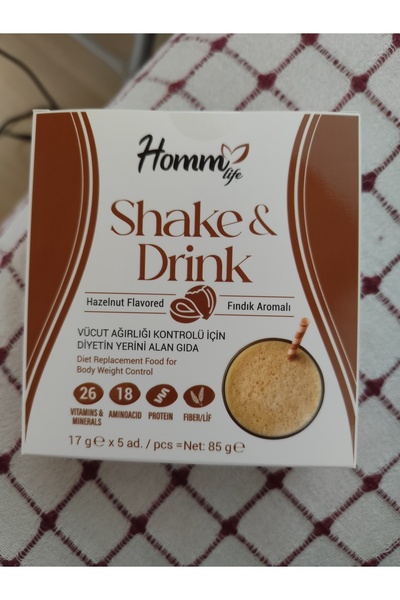 Homm
life
Shake &
Drink
Hazelnut Flavored Fındık Aromalı
VÜCUT AĞIRLIĞI KONTROLÜ İÇİN
DİYETİN YERİNİ ALAN GIDA
Diet Replacement Food for
Body Weight Control
26 18
VITAMINS & MINERALS AMINOACID PROTEIN FIBER/LİF
17 g℮ x 5 ad. / pcs = Net: 85 g℮